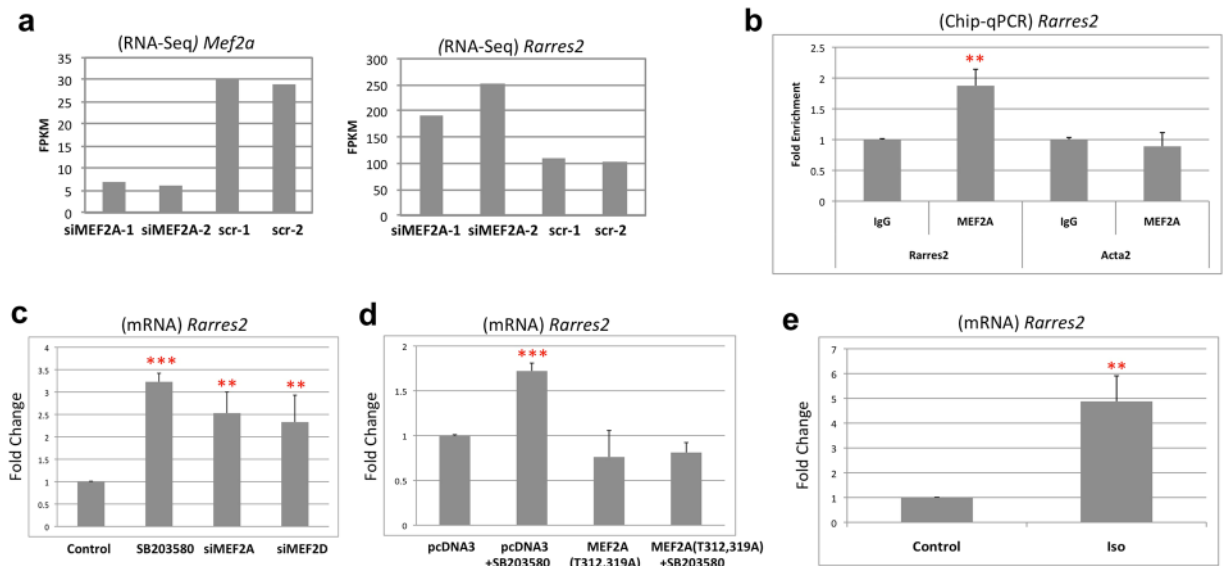 a
(RNA-Seq) Mef2a
FPKM
35
30
25
20
15
10
5
0
siMEF2A-1 siMEF2A-2 scr-1 scr-2
(RNA-Seq) Rarres2
FPKM
300
250
200
150
100
50
0
siMEF2A-1 siMEF2A-2 scr-1 scr-2
b
(Chip-qPCR) Rarres2
Fold Enrichment
2.5
2
1.5
1
0.5
0
**
IgG MEF2A IgG MEF2A
Rarres2 Acta2
c
(mRNA) Rarres2
Fold Change
4
3.5
3
2.5
2
1.5
1
0.5
0
*** ** **
Control SB203580 siMEF2A siMEF2D
d
(mRNA) Rarres2
Fold Change
2
1.5
1
0.5
0
***
pcDNA3 pcDNA3 MEF2A MEF2A(T312,319A)
+SB203580 (T312,319A) +SB203580
e
(mRNA) Rarres2
Fold Change
7
6
5
4
3
2
1
0
**
Control Iso